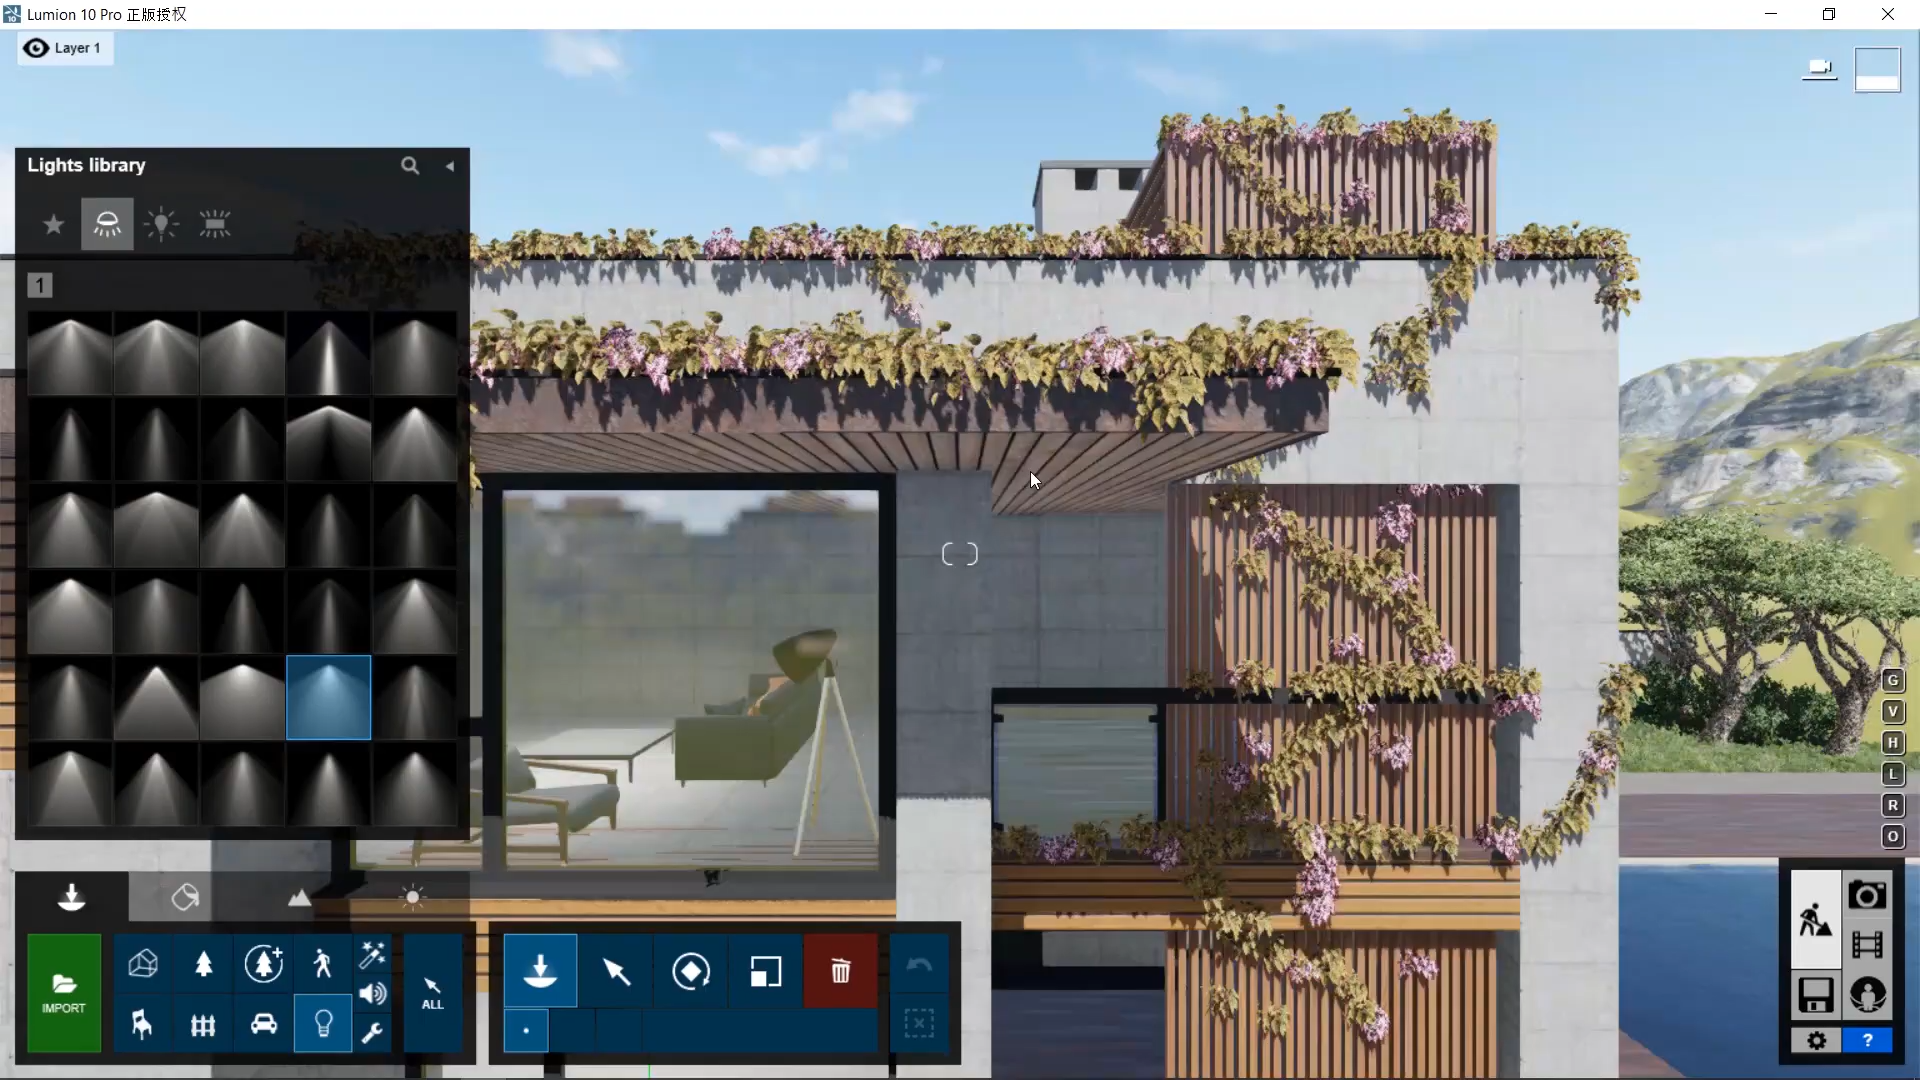 Lumion 10 Pro 正版授权
Layer 1
Lights library
1
G
V
H
L
R
O
IMPORT
ALL
?